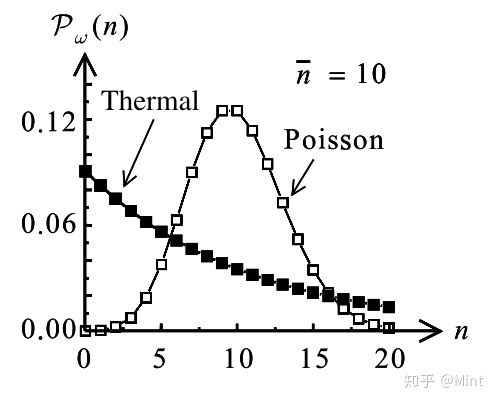 𝒫ω(n)
n̅ = 10
Thermal
0.12
Poisson
0.06
0.00
n
0 5 10 15 20
知乎 @Mint